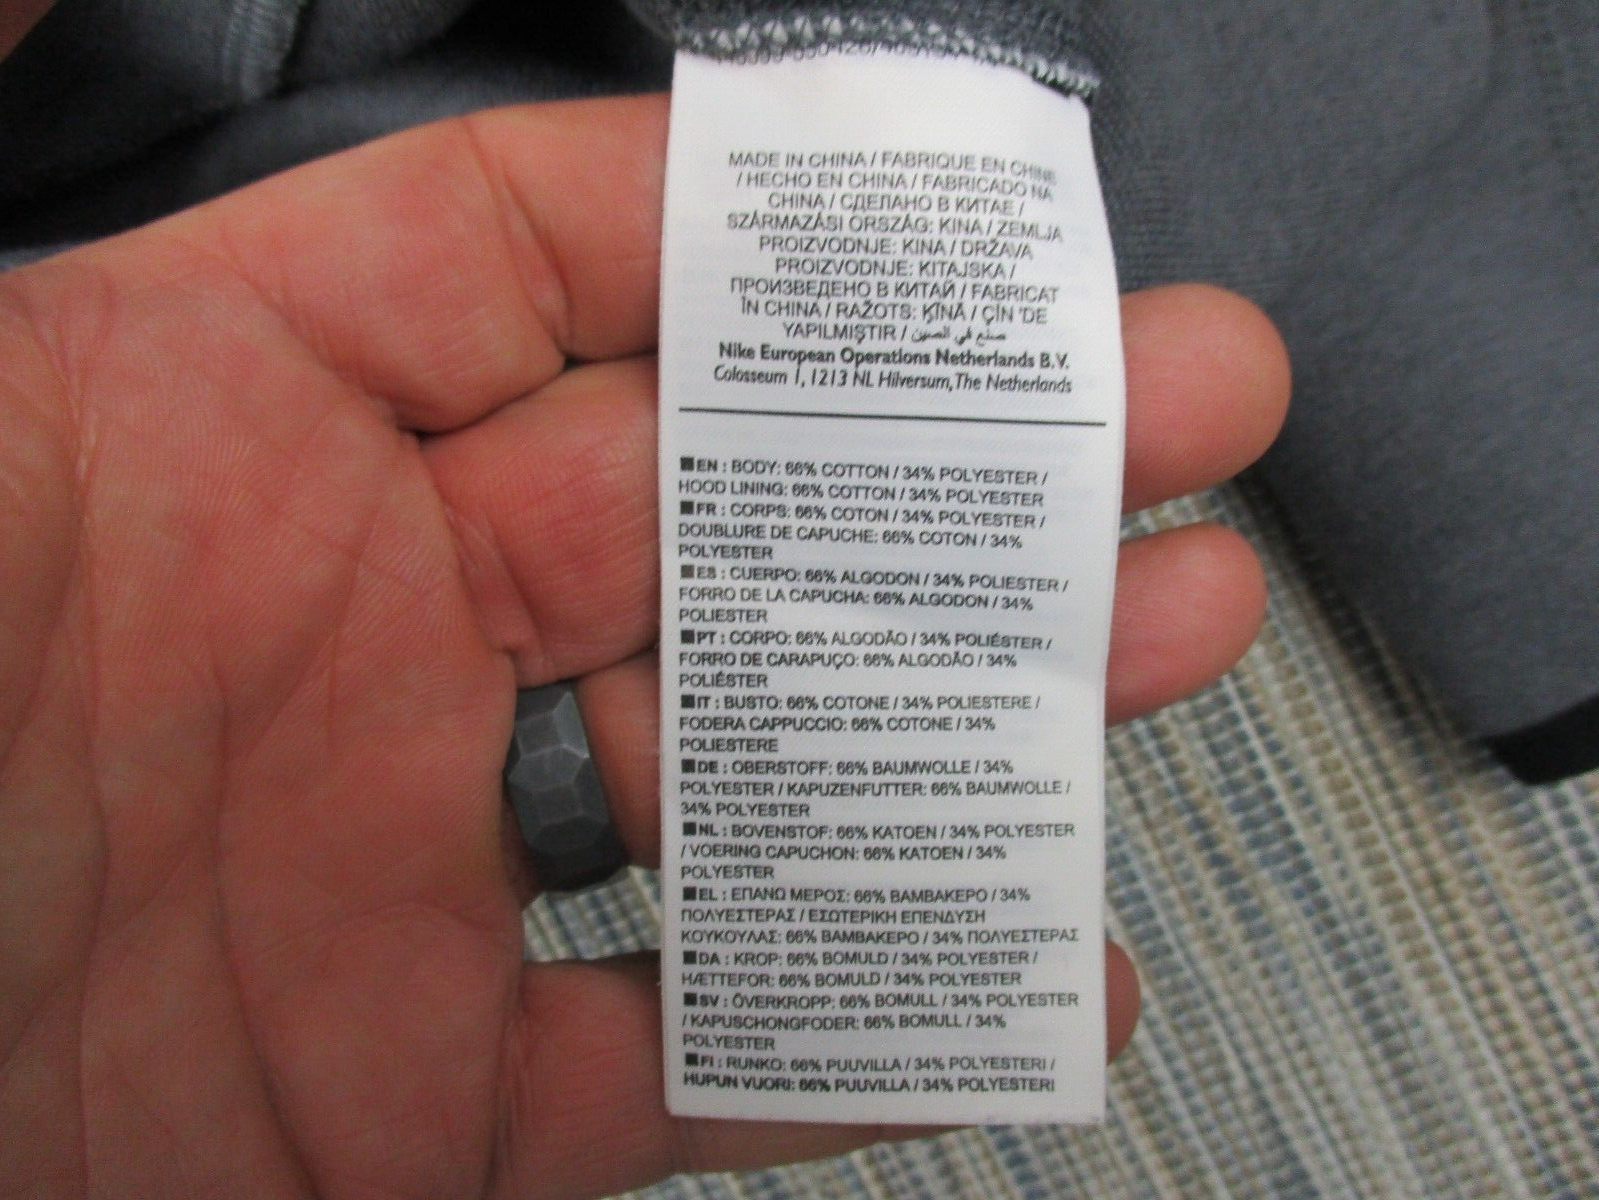 MADE IN CHINA / FABRIQUE EN CHINE
/ HECHO EN CHINA / FABRICADO NA
CHINA / СДЕЛАНО В КИТАЕ /
SZÁRMAZÁSI ORSZÁG: KINA / ZEMLJA
PROIZVODNJE: KINA / DRŽAVA
PROIZVODNJE: KITAJSKA /
ПРОИЗВЕДЕНО В КИТАЙ / FABRICAT
ÎN CHINA / RAŽOTS: ĶĪNĀ / ÇİN 'DE
YAPILMIŞTIR / صنع في الصين
Nike European Operations Netherlands B.V.
Colosseum 1, 1213 NL Hilversum, The Netherlands
EN : BODY: 66% COTTON / 34% POLYESTER /
HOOD LINING: 66% COTTON / 34% POLYESTER
FR : CORPS: 66% COTON / 34% POLYESTER /
DOUBLURE DE CAPUCHE: 66% COTON / 34%
POLYESTER
ES : CUERPO: 66% ALGODON / 34% POLIESTER /
FORRO DE LA CAPUCHA: 66% ALGODON / 34%
POLIESTER
PT : CORPO: 66% ALGODÃO / 34% POLIÉSTER /
FORRO DE CARAPUÇO: 66% ALGODÃO / 34%
POLIÉSTER
IT : BUSTO: 66% COTONE / 34% POLIESTERE /
FODERA CAPPUCCIO: 66% COTONE / 34%
POLIESTERE
DE : OBERSTOFF: 66% BAUMWOLLE / 34%
POLYESTER / KAPUZENFUTTER: 66% BAUMWOLLE /
34% POLYESTER
NL : BOVENSTOF: 66% KATOEN / 34% POLYESTER
/ VOERING CAPUCHON: 66% KATOEN / 34%
POLYESTER
EL : ΕΠΑΝΩ ΜΕΡΟΣ: 66% ΒΑΜΒΑΚΕΡΟ / 34%
ΠΟΛΥΕΣΤΕΡΑΣ / ΕΣΩΤΕΡΙΚΗ ΕΠΕΝΔΥΣΗ
ΚΟΥΚΟΥΛΑΣ: 66% ΒΑΜΒΑΚΕΡΟ / 34% ΠΟΛΥΕΣΤΕΡΑΣ
DA : KROP: 66% BOMULD / 34% POLYESTER /
HÆTTEFOR: 66% BOMULD / 34% POLYESTER
SV : ÖVERKROPP: 66% BOMULL / 34% POLYESTER
/ KAPUSCHONGFODER: 66% BOMULL / 34%
POLYESTER
FI : RUNKO: 66% PUUVILLA / 34% POLYESTERI /
HUPUN VUORI: 66% PUUVILLA / 34% POLYESTERI